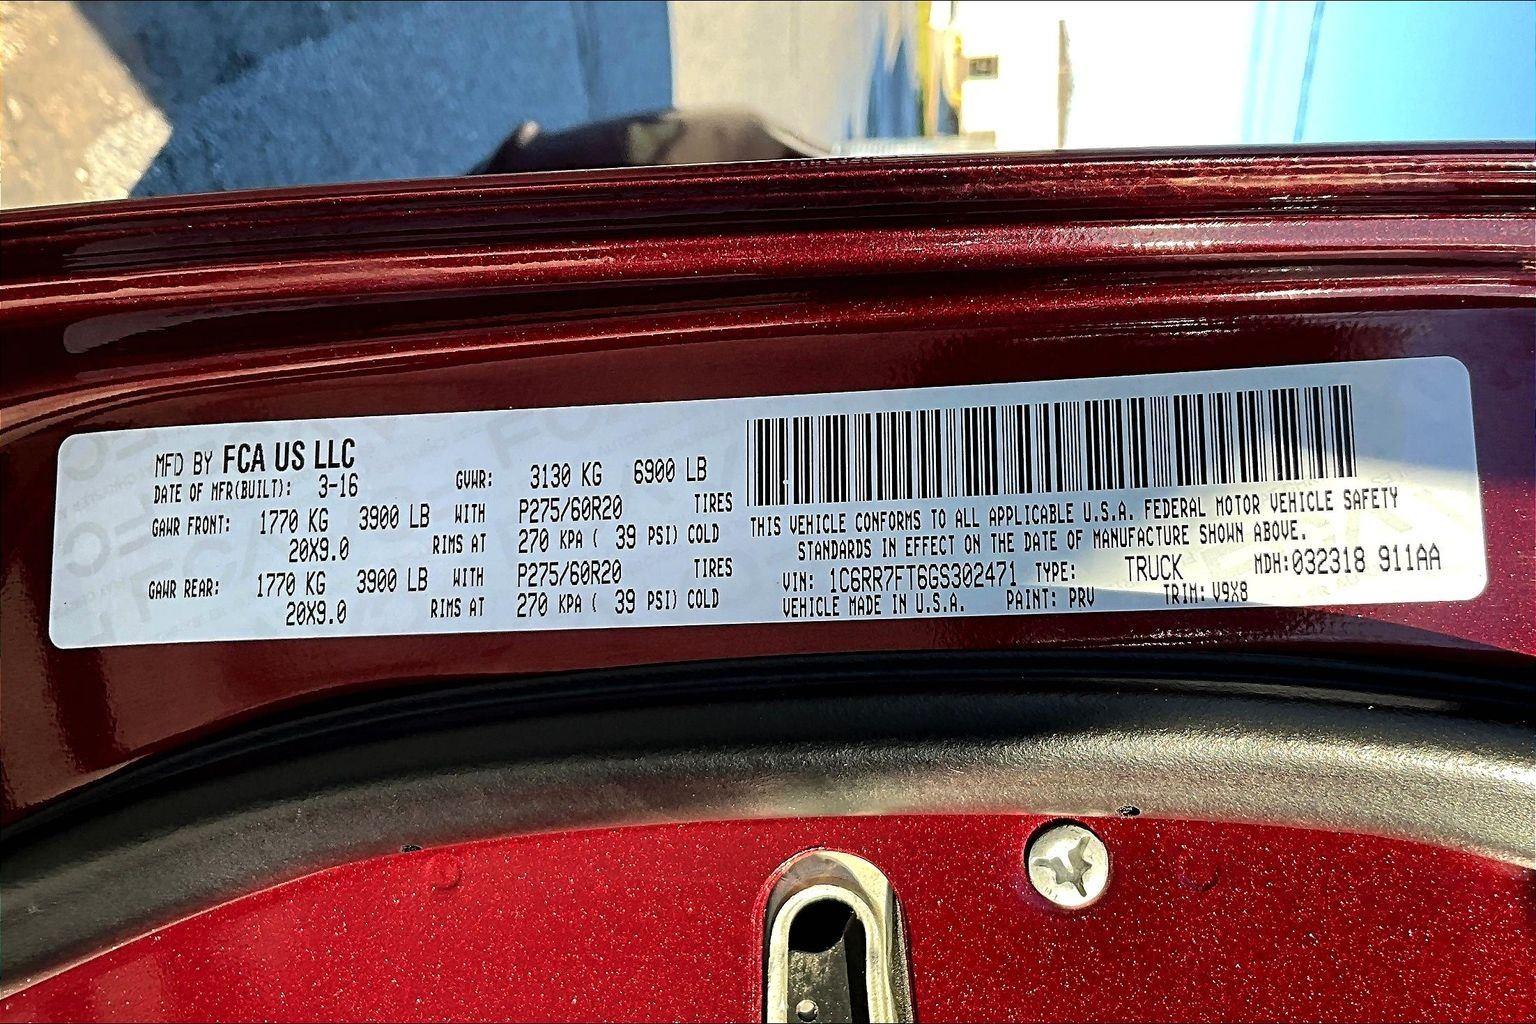 MFD BY FCA US LLC
DATE OF MFR(BUILT): 3-16 GVWR: 3130 KG 6900 LB
GAWR FRONT: 1770 KG 3900 LB WITH P275/60R20 TIRES
20X9.0 RIMS AT 270 KPA ( 39 PSI) COLD
GAWR REAR: 1770 KG 3900 LB WITH P275/60R20 TIRES
20X9.0 RIMS AT 270 KPA ( 39 PSI) COLD
THIS VEHICLE CONFORMS TO ALL APPLICABLE U.S.A. FEDERAL MOTOR VEHICLE SAFETY
STANDARDS IN EFFECT ON THE DATE OF MANUFACTURE SHOWN ABOVE.
VIN: 1C6RR7FT6GS302471 TYPE: TRUCK MDH:032318 911AA
VEHICLE MADE IN U.S.A. PAINT: PRV TRIM: V9X8